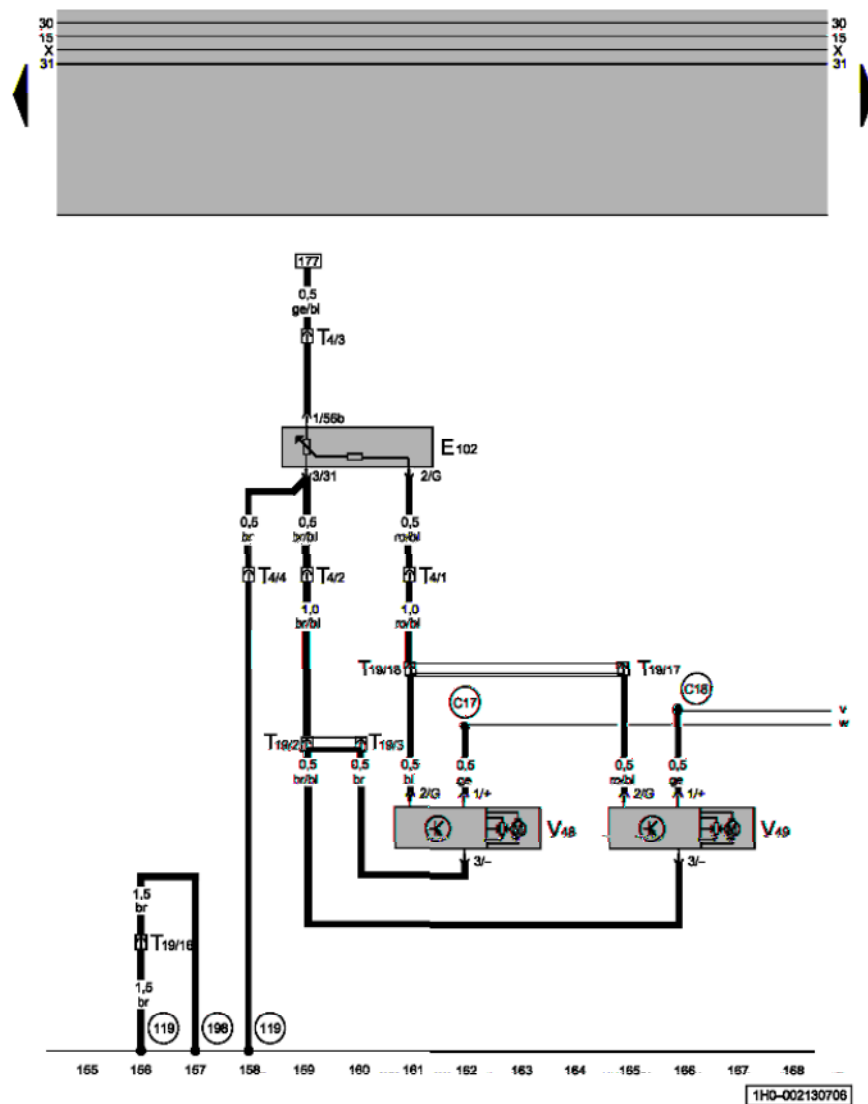 30 30
15 15
X X
31 31
177
0,5
ge/bl
T4/3
1/56b
E102
3/31 2/G
0,5 0,5 0,5
br br/bl ro/bl
T4/4 T4/2 T4/1
1,0 1,0
br/bl ro/bl
T19/16 T19/17
C17 C18
v
w
T19/2 T19/3
0,5 0,5 0,5 0,5 0,5 0,5
br/bl br bl ge ro/bl ge
2/G 1/+ 2/G 1/+
V48 V49
3/– 3/–
1,5
br
T19/18
1,5
br
119 198 119
155 156 157 158 159 160 161 162 163 164 165 166 167 168
1H0–002130706